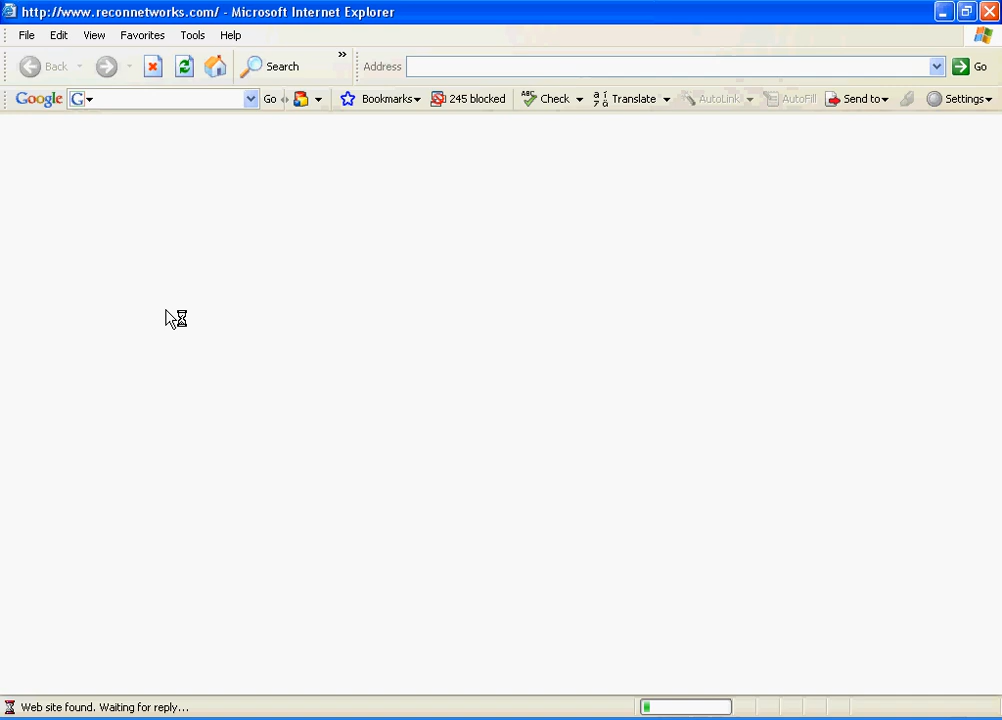 http://www.reconnetworks.com/ - Microsoft Internet Explorer
File Edit View Favorites Tools Help
Back Search » Address Go
Google G Go Bookmarks 245 blocked ABC Check Translate AutoLink AutoFill Send to Settings
Web site found. Waiting for reply...